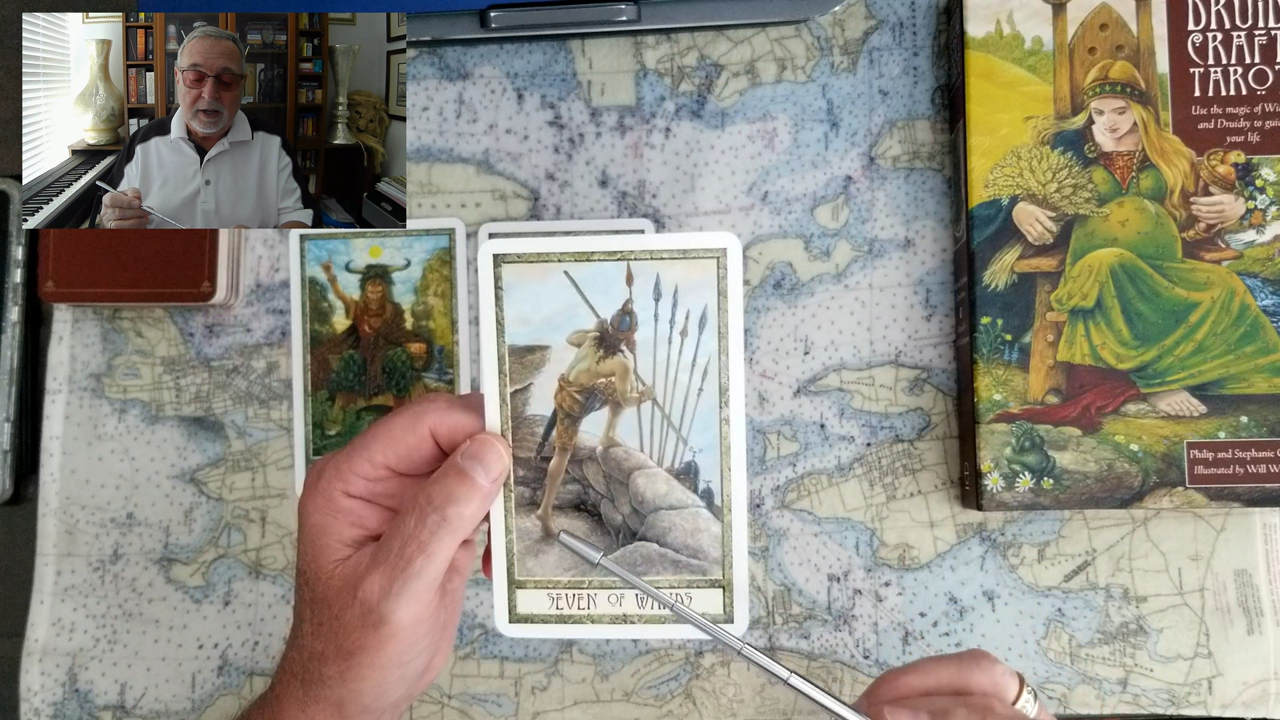 DRUID
CRAFT
TARO
Use the magic of Wi
and Druidry to gui
your life
Philip and Stephanie C
Illustrated by Will W
SEVEN OF WANDS